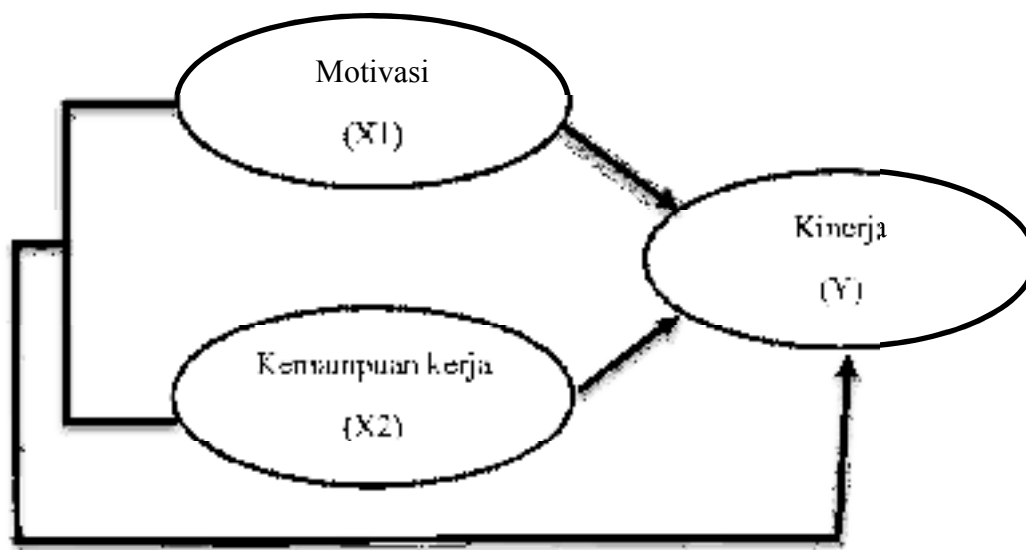 Motivasi
(X1)
Kinerja
(Y)
Kemampuan kerja
(X2)